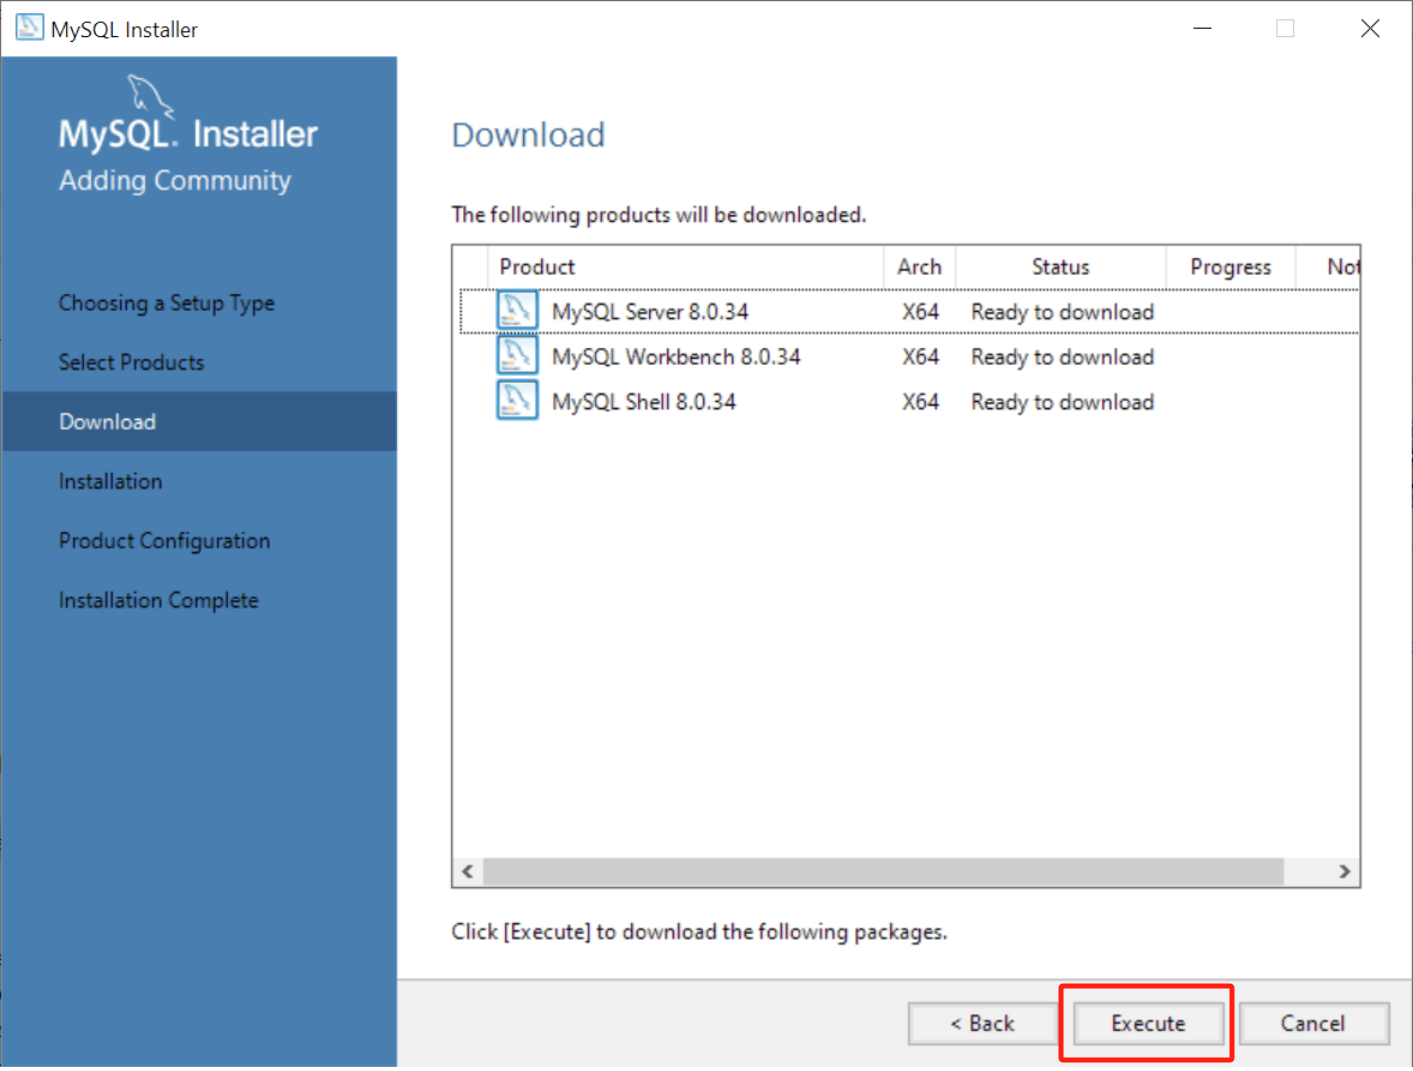 MySQL Installer
MySQL. Installer
Adding Community
Choosing a Setup Type
Select Products
Download
Installation
Product Configuration
Installation Complete
Download
The following products will be downloaded.
Product Arch Status Progress Not
MySQL Server 8.0.34 X64 Ready to download
MySQL Workbench 8.0.34 X64 Ready to download
MySQL Shell 8.0.34 X64 Ready to download
Click [Execute] to download the following packages.
< Back Execute Cancel